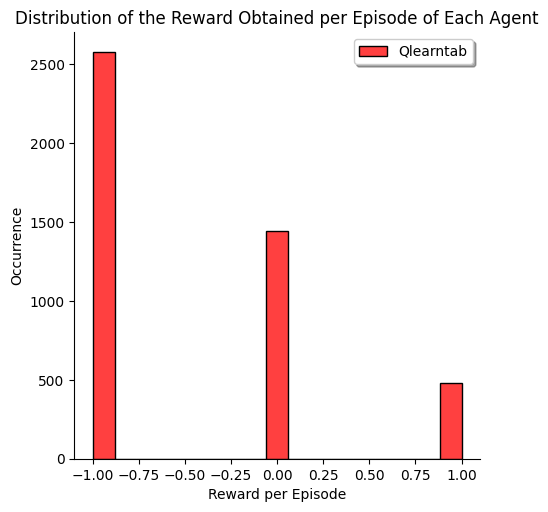 Distribution of the Reward Obtained per Episode of Each Agent
Qlearntab
2500
2000
1500
1000
500
0
Occurrence
−1.00 −0.75 −0.50 −0.25 0.00 0.25 0.50 0.75 1.00
Reward per Episode